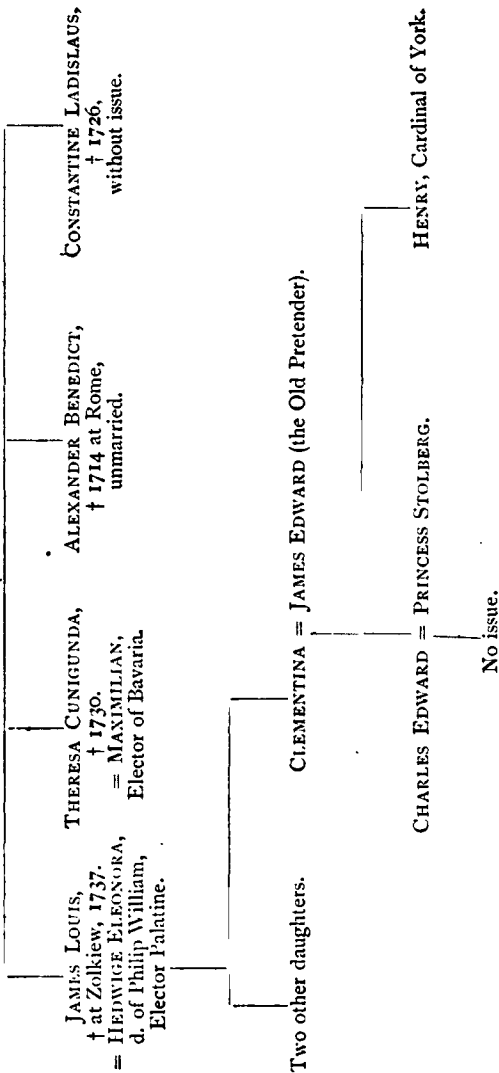 JAMES LOUIS,
† at Zolkiew, 1737.
= HEDWIGE ELEONORA,
d. of Philip William,
Elector Palatine.
THERESA CUNIGUNDA,
† 1730.
= MAXIMILIAN,
Elector of Bavaria.
ALEXANDER BENEDICT,
† 1714 at Rome,
unmarried.
CONSTANTINE LADISLAUS,
† 1726,
without issue.
Two other daughters.
CLEMENTINA = JAMES EDWARD (the Old Pretender).
CHARLES EDWARD = PRINCESS STOLBERG.
HENRY, Cardinal of York.
No issue.